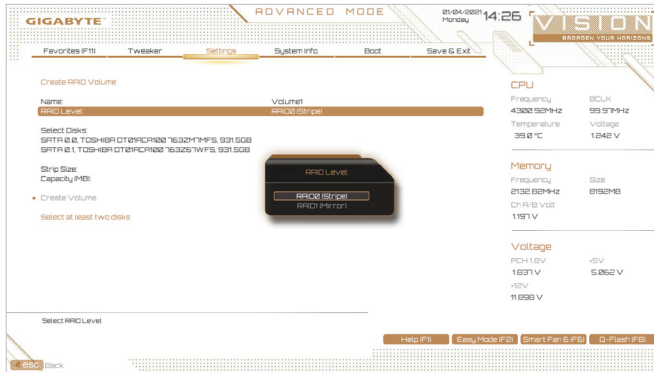 GIGABYTE
ADVANCED MODE
01/04/2021
Monday
14:26
VISION
BROADEN YOUR HORIZONS
Favorites (F11)
Tweaker
Settings
System Info.
Boot
Save & Exit
Create RAID Volume
Name:
Volume1
RAID Level:
RAID0 (Stripe)
Select Disks:
SATA 0.0, TOSHIBA DT01ACA100 763ZM7MFS, 931.5GB
SATA 0.1, TOSHIBA DT01ACA100 763Z67WFS, 931.5GB
Strip Size:
Capacity (MB):
Create Volume
Select at least two disks
RAID Level:
RAID0 (Stripe)
RAID1 (Mirror)
CPU
Frequency
BCLK
4300.92MHz
99.97MHz
Temperature
Voltage
39.0 °C
1.242 V
Memory
Frequency
Size
2132.82MHz
8192MB
Ch A/B Volt
1.197 V
Voltage
PCH 1.8V
+5V
1.837 V
5.062 V
+12V
11.898 V
Select RAID Level
Help (F1)
Easy Mode (F2)
Smart Fan 6 (F6)
Q-Flash (F8)
esc Back